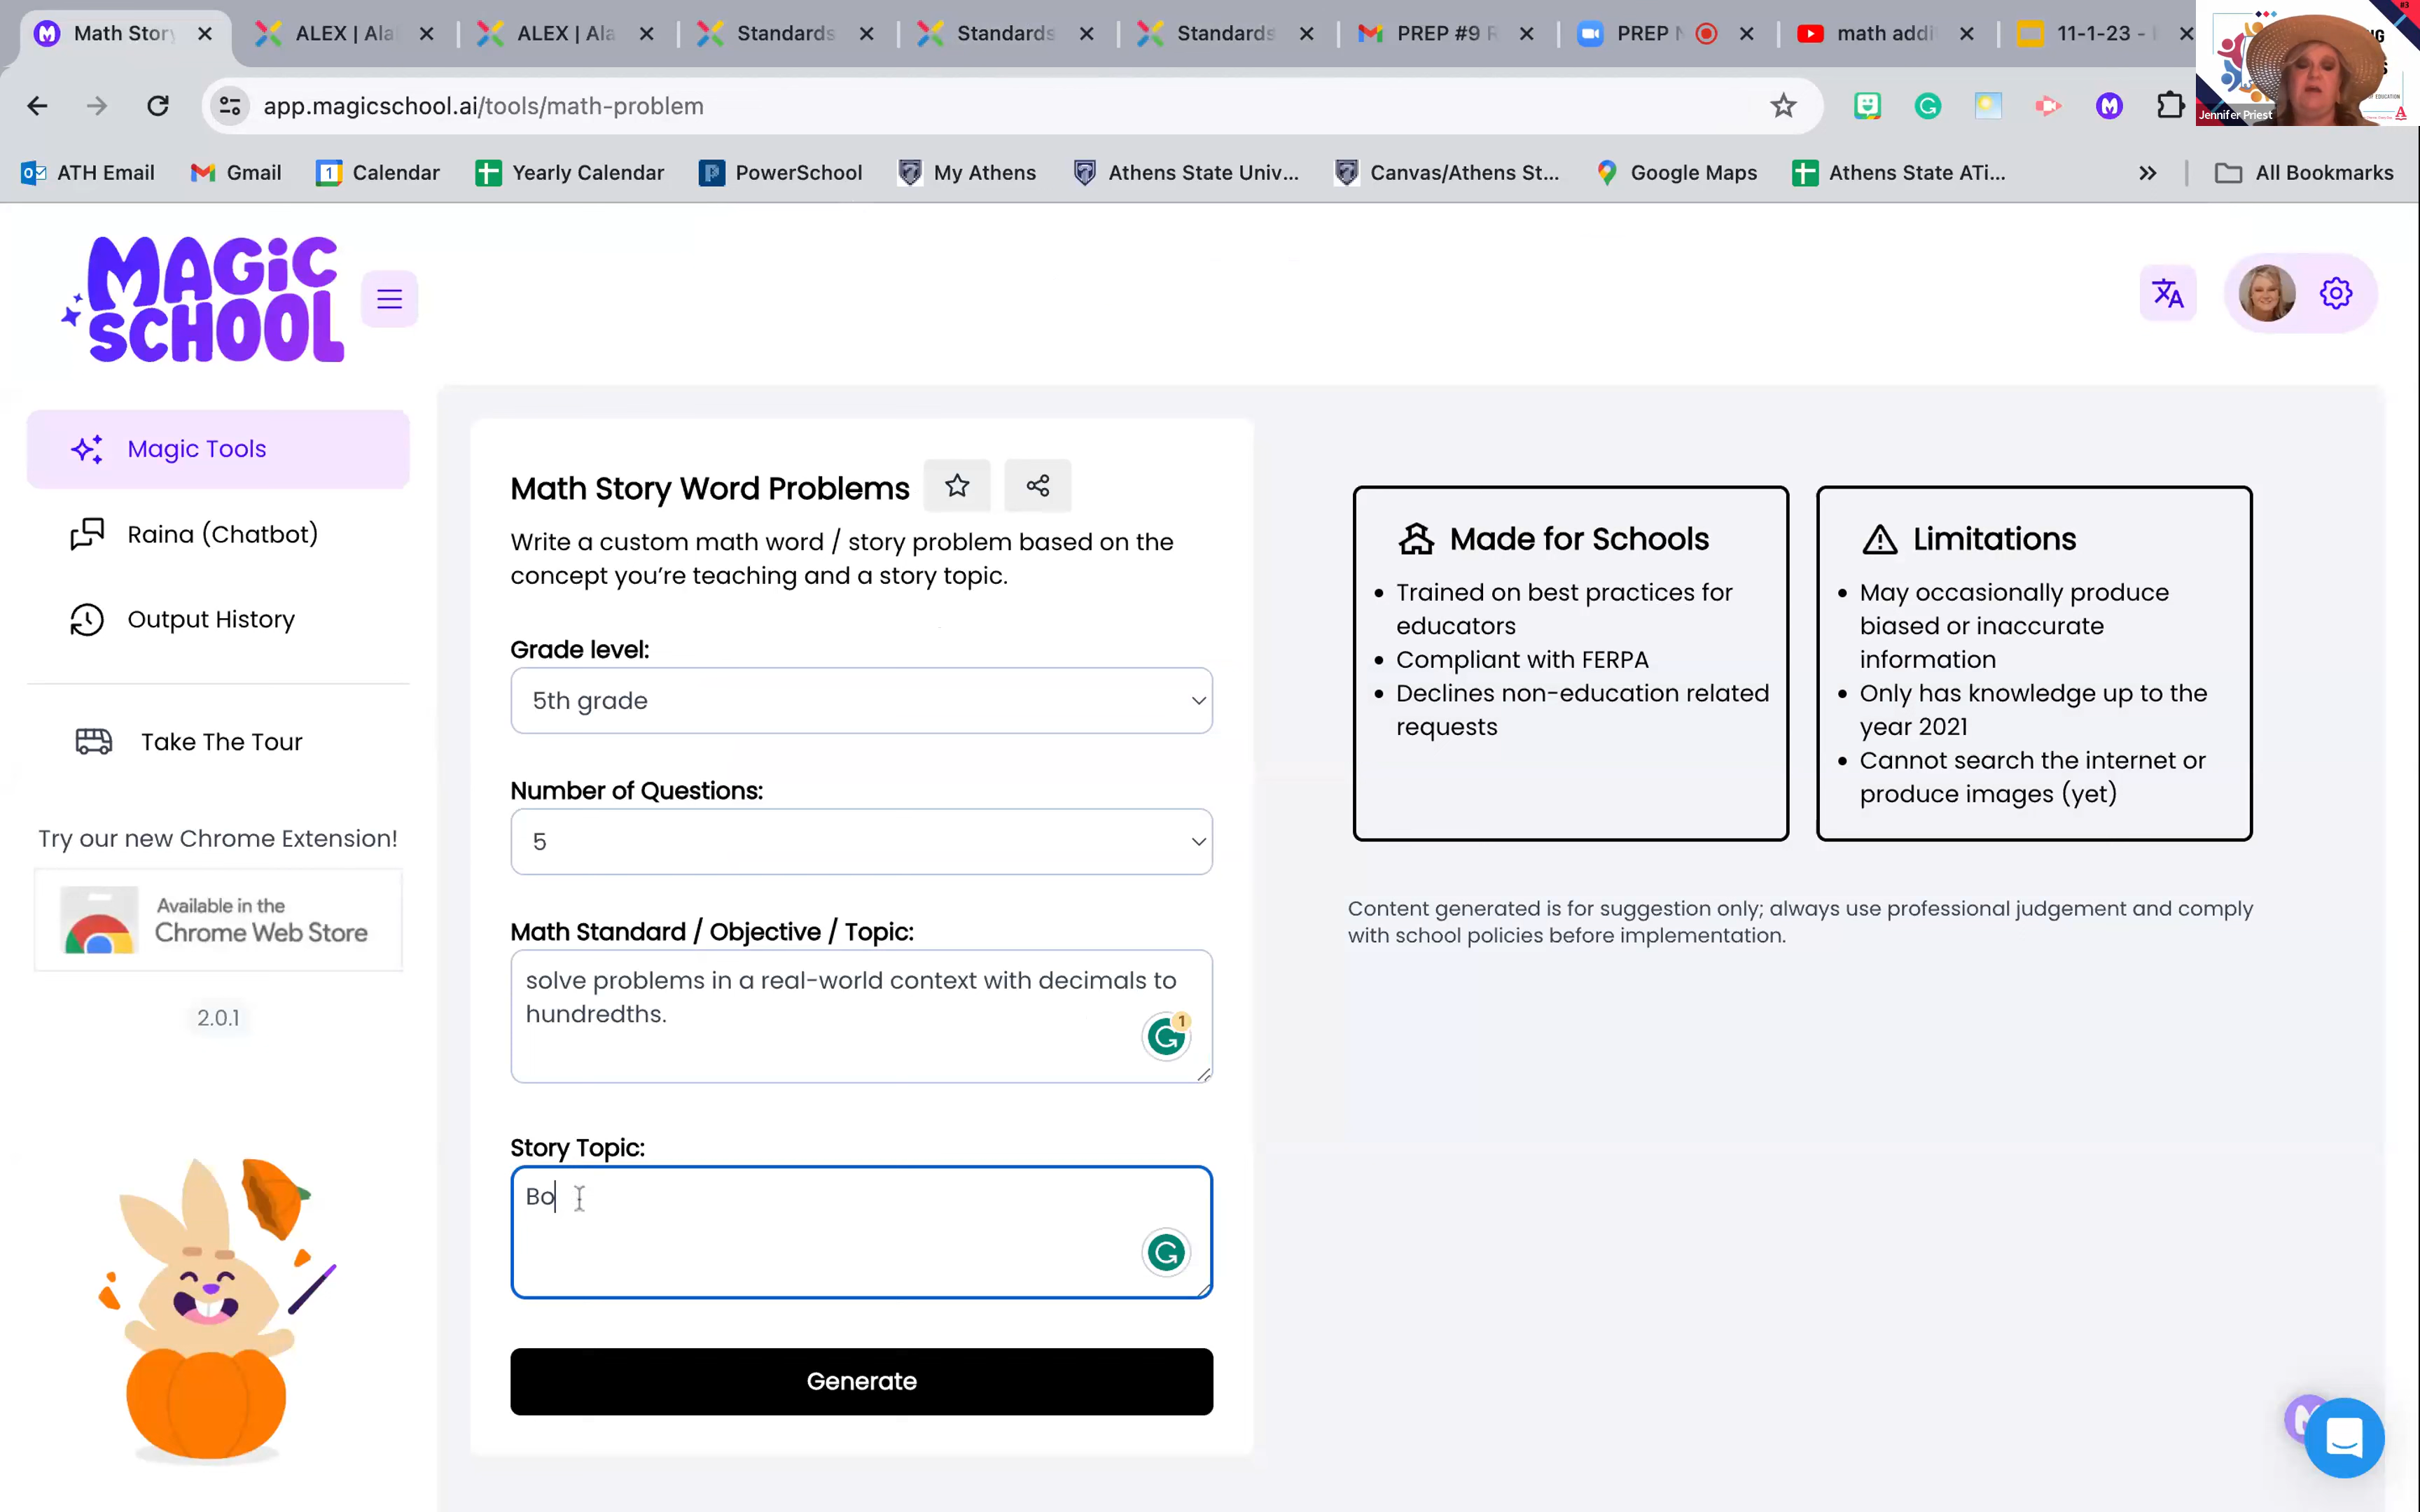 Math Story
ALEX | Ala
ALEX | Ala
Standards
Standards
Standards
PREP #9 R
PREP N
math addi
11-1-23 -
#3
app.magicschool.ai/tools/math-problem
Jennifer Priest
ATH Email
Gmail
Calendar
Yearly Calendar
PowerSchool
My Athens
Athens State Univ...
Canvas/Athens St...
Google Maps
Athens State ATi...
All Bookmarks
MAGiC
SCHOOL
Magic Tools
Raina (Chatbot)
Output History
Take The Tour
Try our new Chrome Extension!
Available in the
Chrome Web Store
2.0.1
Math Story Word Problems
Write a custom math word / story problem based on the
concept you're teaching and a story topic.
Grade level:
5th grade
Number of Questions:
5
Math Standard / Objective / Topic:
solve problems in a real-world context with decimals to
hundredths.
1
Story Topic:
Bo
Generate
Made for Schools
Trained on best practices for
educators
Compliant with FERPA
Declines non-education related
requests
Limitations
May occasionally produce
biased or inaccurate
information
Only has knowledge up to the
year 2021
Cannot search the internet or
produce images (yet)
Content generated is for suggestion only; always use professional judgement and comply
with school policies before implementation.